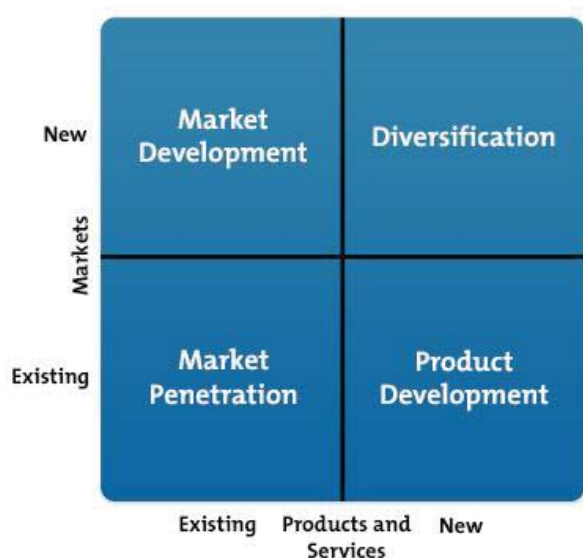 Market
Development
Diversification
New
Markets
Market
Penetration
Product
Development
Existing
Existing
Products and
Services
New